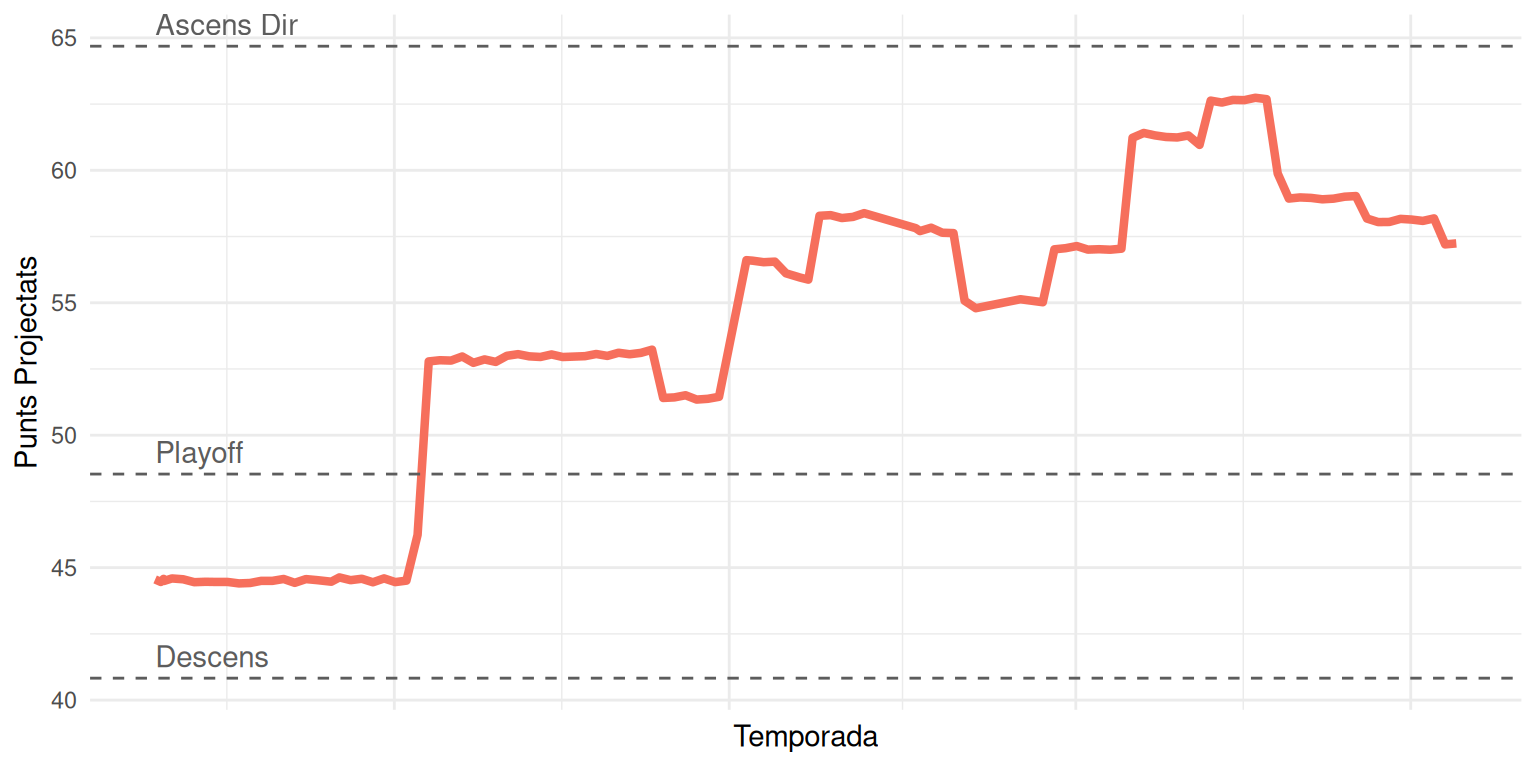 Ascens Dir
65
60
55
50
Playoff
45
Descens
40
Punts Projectats
Temporada